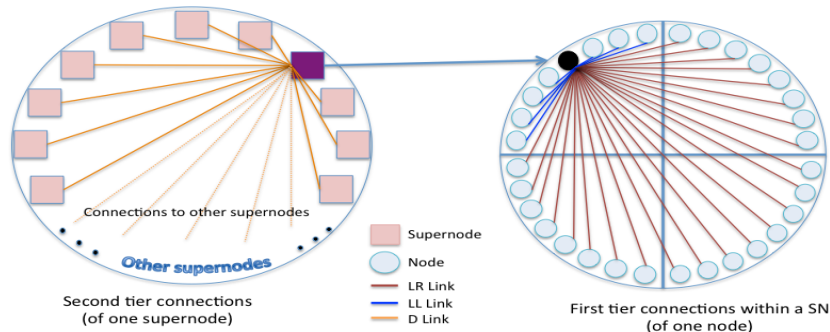 Connections to other supernodes
Other supernodes
Second tier connections
(of one supernode)
Supernode
Node
LR Link
LL Link
D Link
First tier connections within a SN
(of one node)